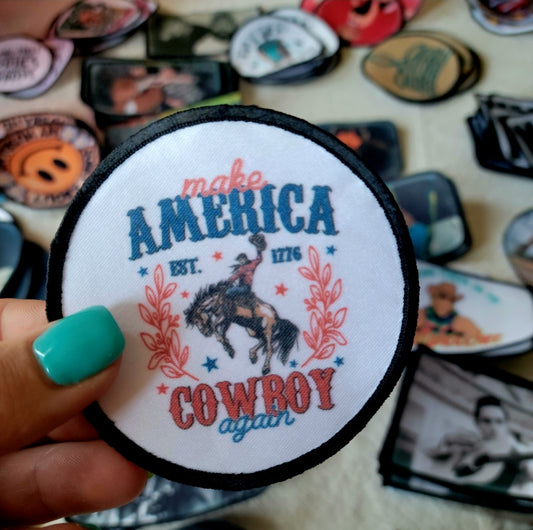 make
AMERICA
EST. 1776
COWBOY
again